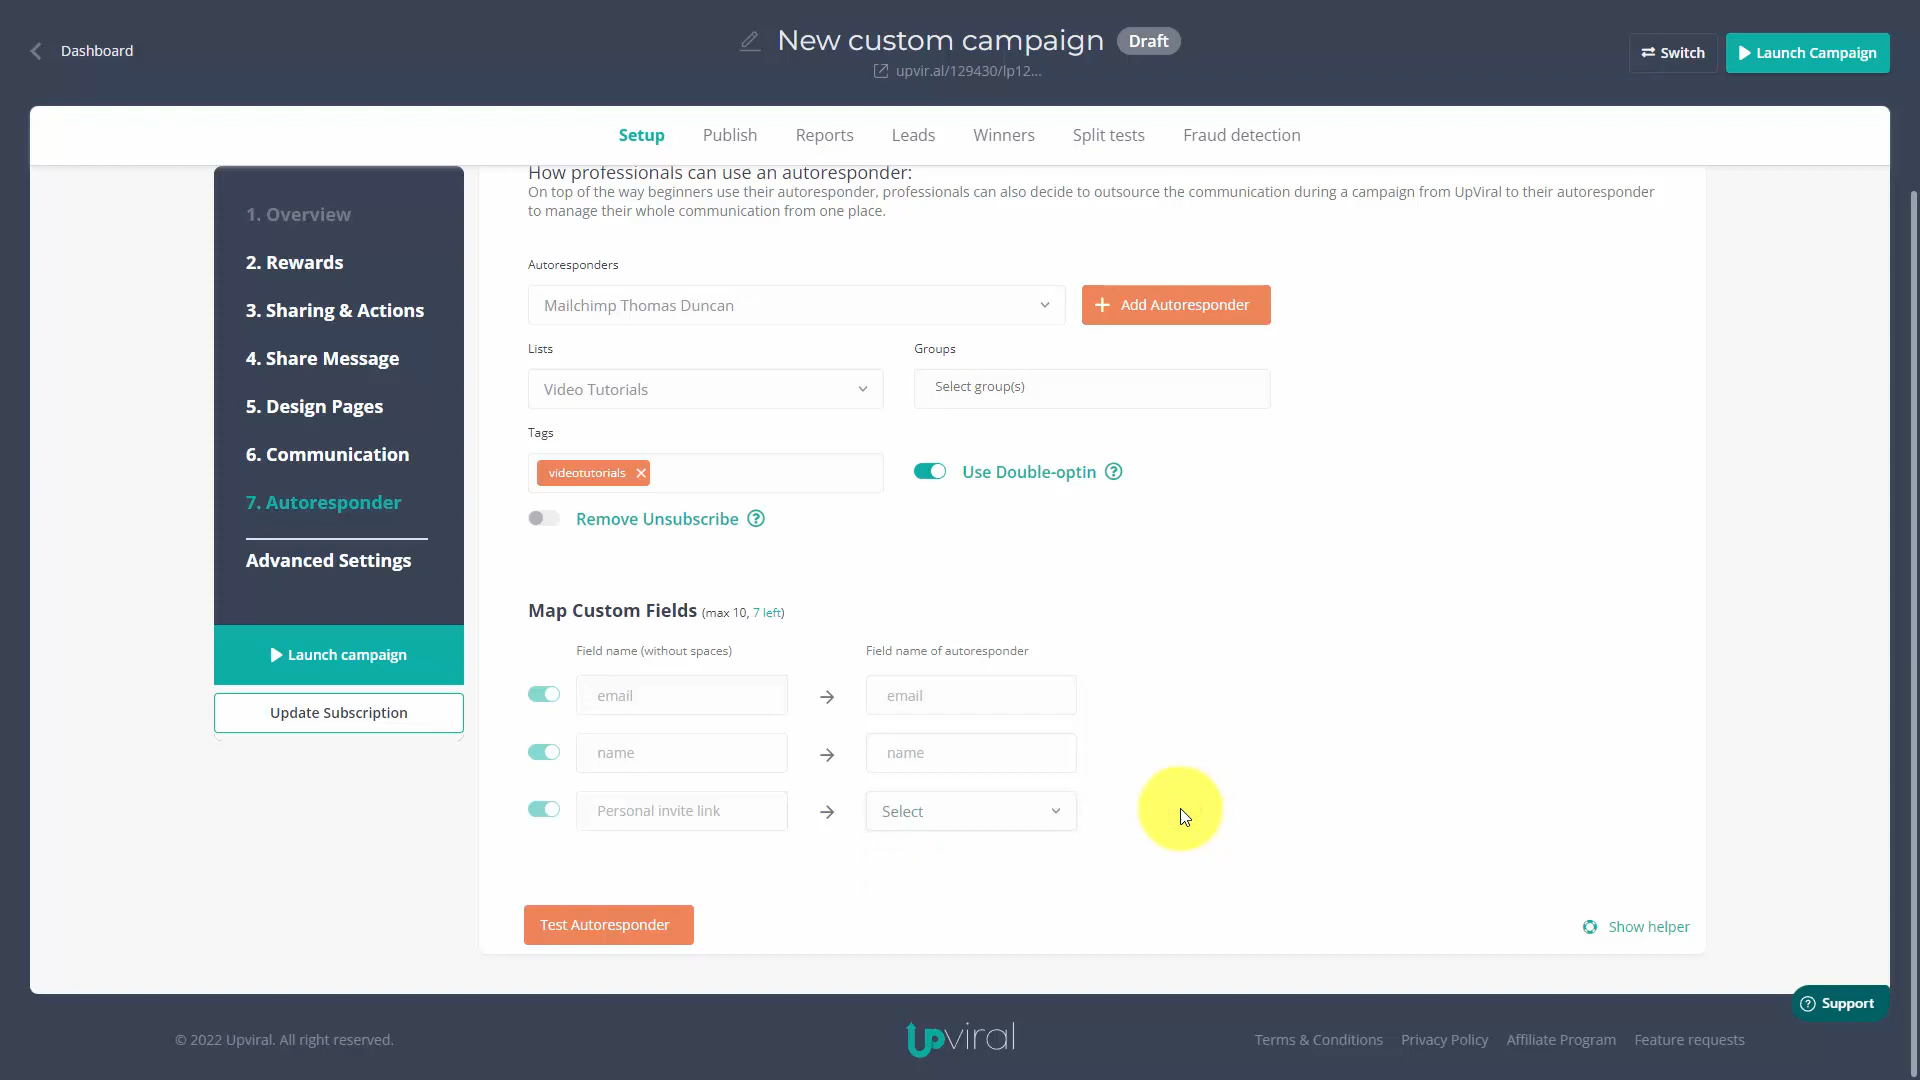 Dashboard
New custom campaign Draft
upvir.al/129430/lp12...
Switch
Launch Campaign
Setup Publish Reports Leads Winners Split tests Fraud detection
1. Overview
2. Rewards
3. Sharing & Actions
4. Share Message
5. Design Pages
6. Communication
7. Autoresponder
Advanced Settings
Launch campaign
Update Subscription
How professionals can use an autoresponder:
On top of the way beginners use their autoresponder, professionals can also decide to outsource the communication during a campaign from UpViral to their autoresponder
to manage their whole communication from one place.
Autoresponders
Mailchimp Thomas Duncan
+ Add Autoresponder
Lists Groups
Video Tutorials Select group(s)
Tags
videotutorials Use Double-optin ?
Remove Unsubscribe ?
Map Custom Fields (max 10, 7 left)
Field name (without spaces) Field name of autoresponder
email → email
name → name
Personal invite link → Select
Test Autoresponder
Show helper
? Support
© 2022 Upviral. All right reserved.
upviral
Terms & Conditions Privacy Policy Affiliate Program Feature requests